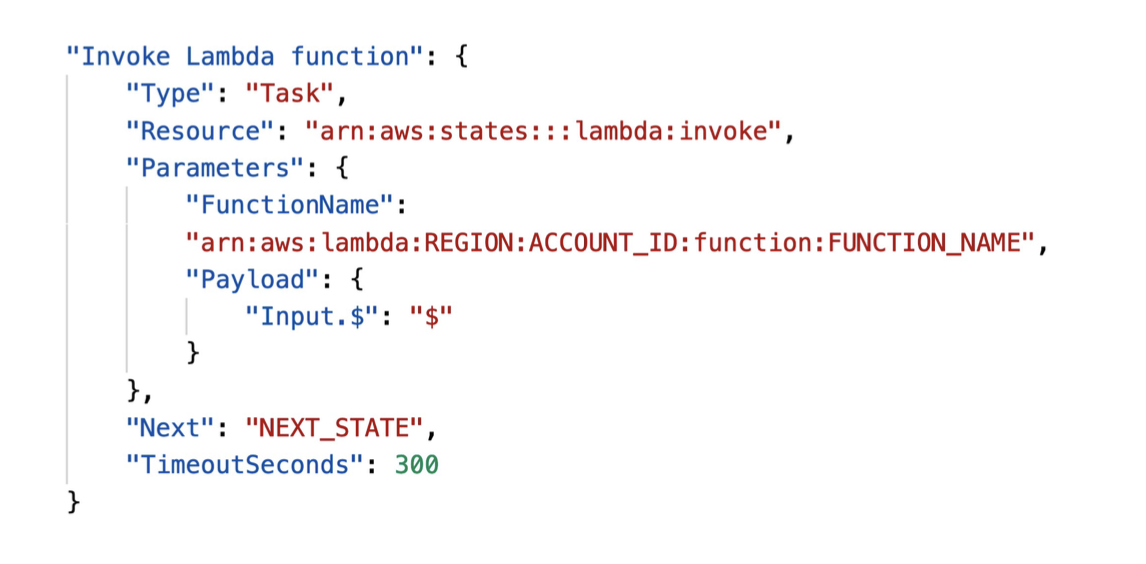 "Invoke Lambda function": {
    "Type": "Task",
    "Resource": "arn:aws:states:::lambda:invoke",
    "Parameters": {
        "FunctionName":
        "arn:aws:lambda:REGION:ACCOUNT_ID:function:FUNCTION_NAME",
        "Payload": {
            "Input.$": "$"
        }
    },
    "Next": "NEXT_STATE",
    "TimeoutSeconds": 300
}